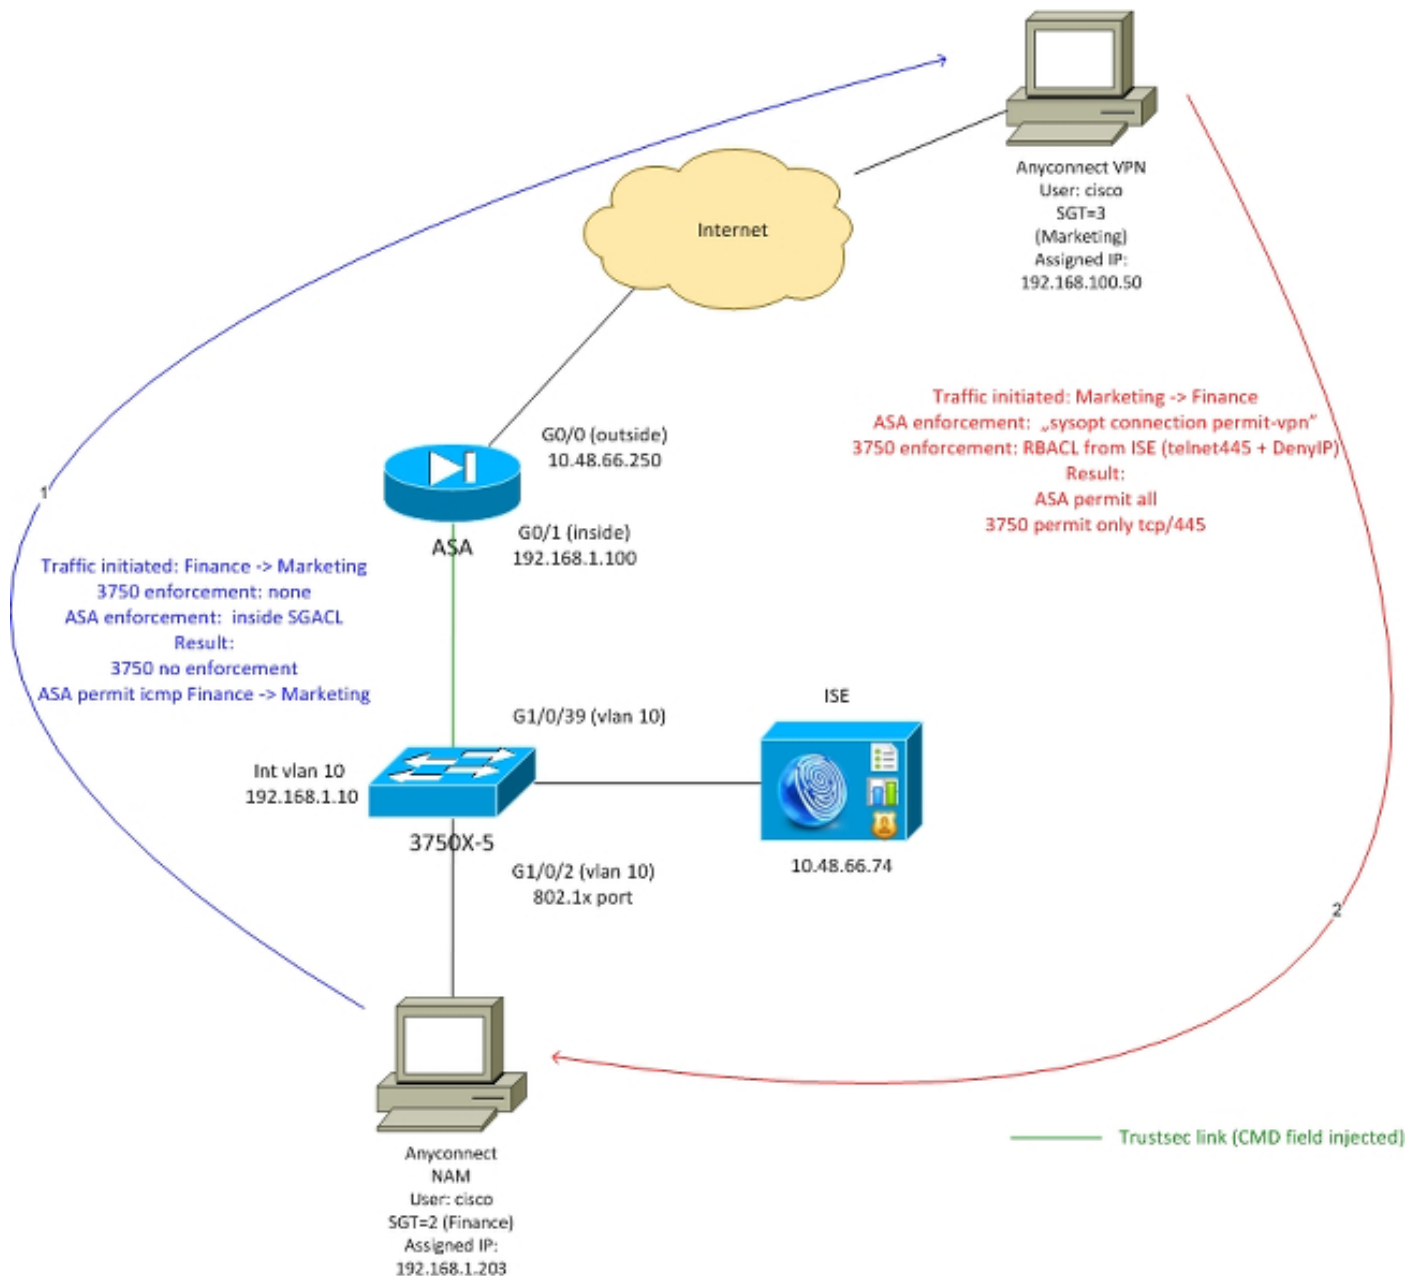 Anyconnect VPN
User: cisco
SGT=3
(Marketing)
Assigned IP:
192.168.100.50
Internet
Traffic initiated: Marketing -> Finance
ASA enforcement: „sysopt connection permit-vpn"
3750 enforcement: RBACL from ISE (telnet445 + DenyIP)
Result:
ASA permit all
3750 permit only tcp/445
G0/0 (outside)
10.48.66.250
ASA
G0/1 (inside)
192.168.1.100
1
Traffic initiated: Finance -> Marketing
3750 enforcement: none
ASA enforcement: inside SGACL
Result:
3750 no enforcement
ASA permit icmp Finance -> Marketing
G1/0/39 (vlan 10)
ISE
Int vlan 10
192.168.1.10
3750X-5
10.48.66.74
G1/0/2 (vlan 10)
802.1x port
2
Trustsec link (CMD field injected)
Anyconnect
NAM
User: cisco
SGT=2 (Finance)
Assigned IP:
192.168.1.203